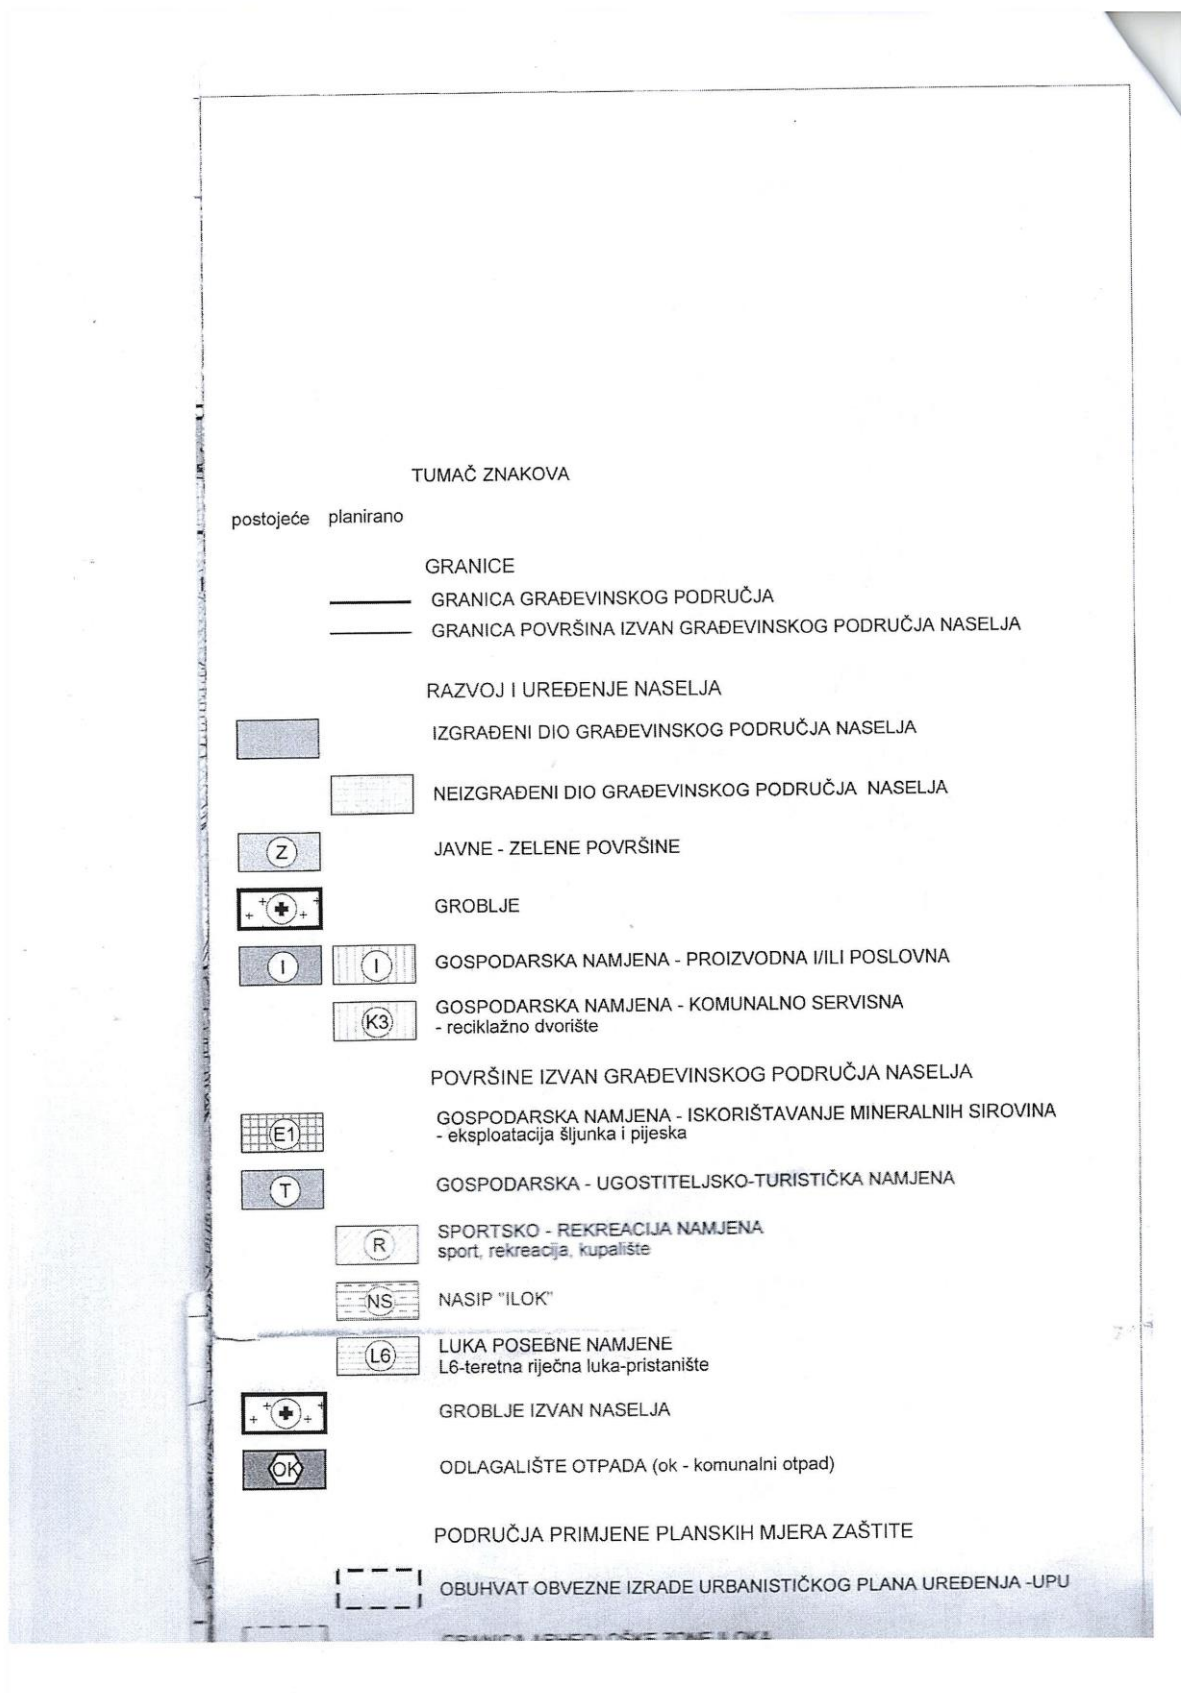 TUMAČ ZNAKOVA
postojeće planirano
GRANICE
GRANICA GRAĐEVINSKOG PODRUČJA
GRANICA POVRŠINA IZVAN GRAĐEVINSKOG PODRUČJA NASELJA
RAZVOJ I UREĐENJE NASELJA
IZGRAĐENI DIO GRAĐEVINSKOG PODRUČJA NASELJA
NEIZGRAĐENI DIO GRAĐEVINSKOG PODRUČJA NASELJA
Z JAVNE - ZELENE POVRŠINE
GROBLJE
I I GOSPODARSKA NAMJENA - PROIZVODNA I/ILI POSLOVNA
K3 GOSPODARSKA NAMJENA - KOMUNALNO SERVISNA
- reciklažno dvorište
POVRŠINE IZVAN GRAĐEVINSKOG PODRUČJA NASELJA
E1 GOSPODARSKA NAMJENA - ISKORIŠTAVANJE MINERALNIH SIROVINA
- eksploatacija šljunka i pijeska
T GOSPODARSKA - UGOSTITELJSKO-TURISTIČKA NAMJENA
R SPORTSKO - REKREACIJA NAMJENA
sport, rekreacija, kupalište
NS NASIP "ILOK"
L6 LUKA POSEBNE NAMJENE
L6-teretna riječna luka-pristanište
GROBLJE IZVAN NASELJA
OK ODLAGALIŠTE OTPADA (ok - komunalni otpad)
PODRUČJA PRIMJENE PLANSKIH MJERA ZAŠTITE
OBUHVAT OBVEZNE IZRADE URBANISTIČKOG PLANA UREĐENJA -UPU
GRANICA ARHEOLOŠKE ZONE ILOKA